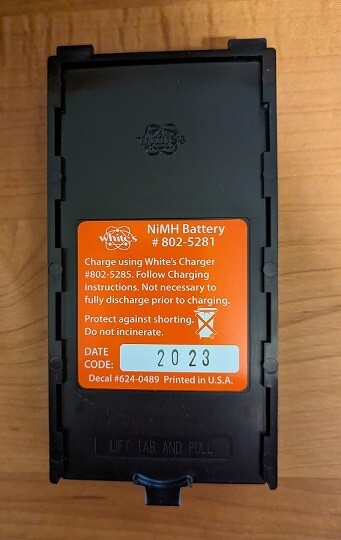 White's
White's
NiMH Battery
# 802-5281
Charge using White's Charger
#802-5285. Follow Charging
instructions. Not necessary to
fully discharge prior to charging.
Protect against shorting.
Do not incinerate.
DATE
CODE:
2023
Decal #624-0489 Printed in U.S.A.
LIFT TAB AND PULL